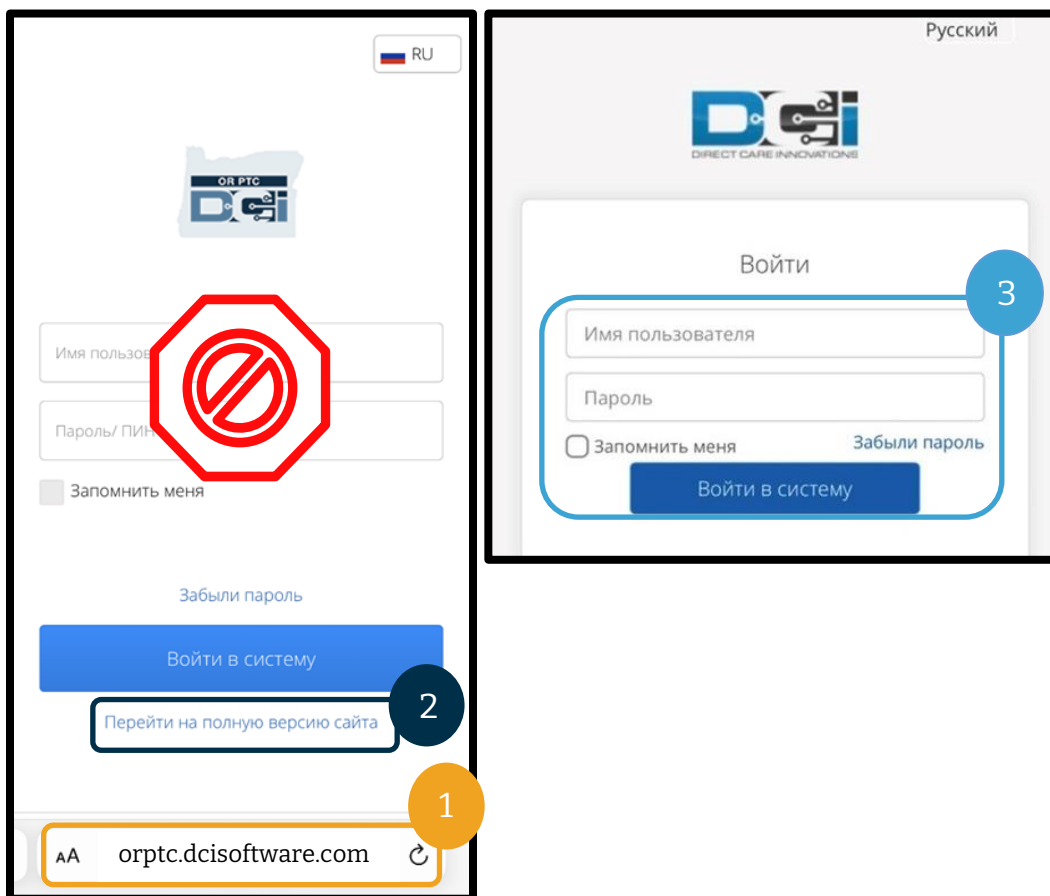 RU
OR PTC
DCi
Имя пользов
Пароль/ ПИН
Запомнить меня
Забыли пароль
Войти в систему
Перейти на полную версию сайта
2
1
AA orptc.dcisoftware.com
Русский
DCi
DIRECT CARE INNOVATIONS
Войти
3
Имя пользователя
Пароль
Запомнить меня Забыли пароль
Войти в систему